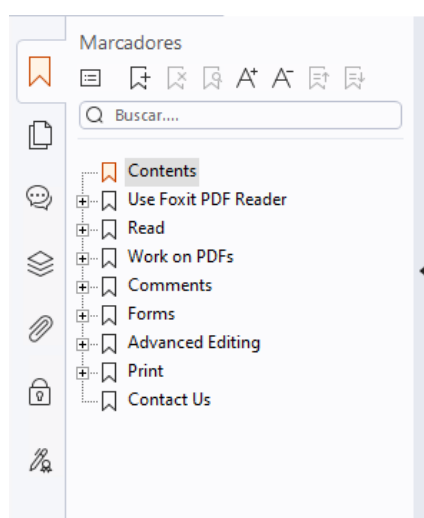 Marcadores
A+ A-
Buscar....
Contents
Use Foxit PDF Reader
Read
Work on PDFs
Comments
Forms
Advanced Editing
Print
Contact Us